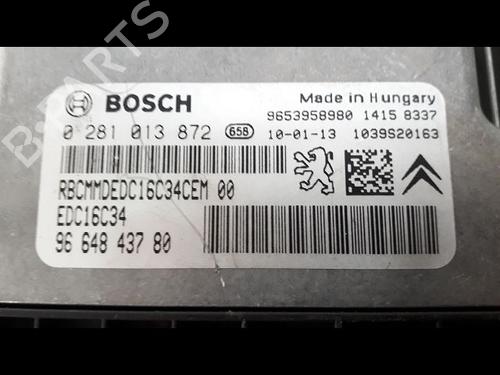 BOSCH
Made in Hungary
9653958980 1415 8337
0 281 013 872 658 10-01-13 1039S20163
RBCMMDEDC16C34CEM 00
EDC16C34
96 648 437 80
B-PARTS